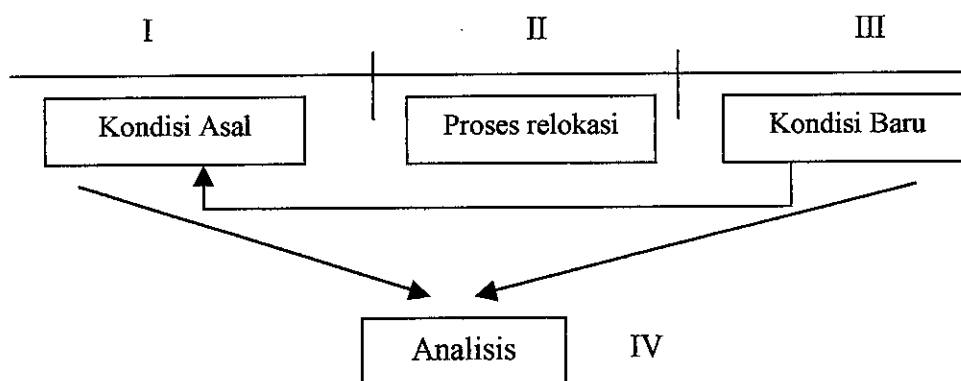 I
II
III
Kondisi Asal
Proses relokasi
Kondisi Baru
Analisis
IV